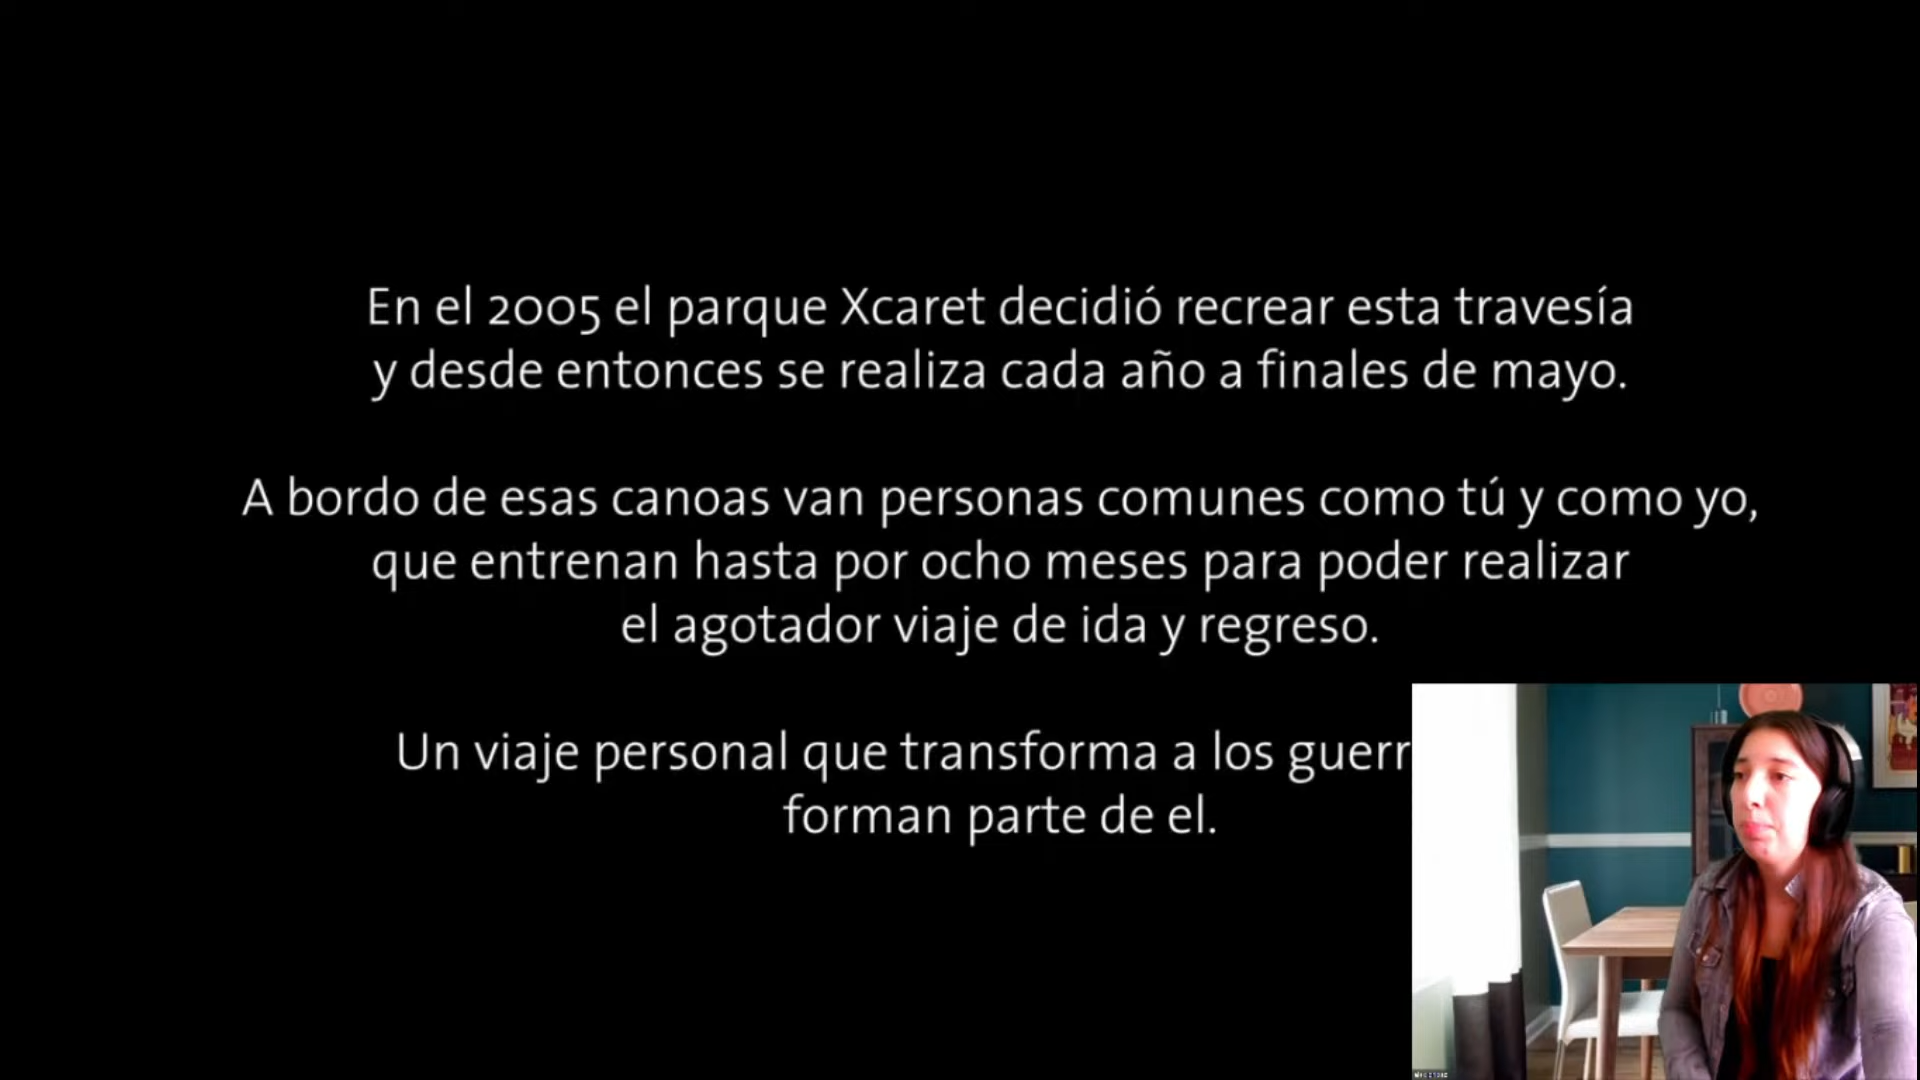 En el 2005 el parque Xcaret decidió recrear esta travesía
y desde entonces se realiza cada año a finales de mayo.
A bordo de esas canoas van personas comunes como tú y como yo,
que entrenan hasta por ocho meses para poder realizar
el agotador viaje de ida y regreso.
Un viaje personal que transforma a los guerr
forman parte de el.